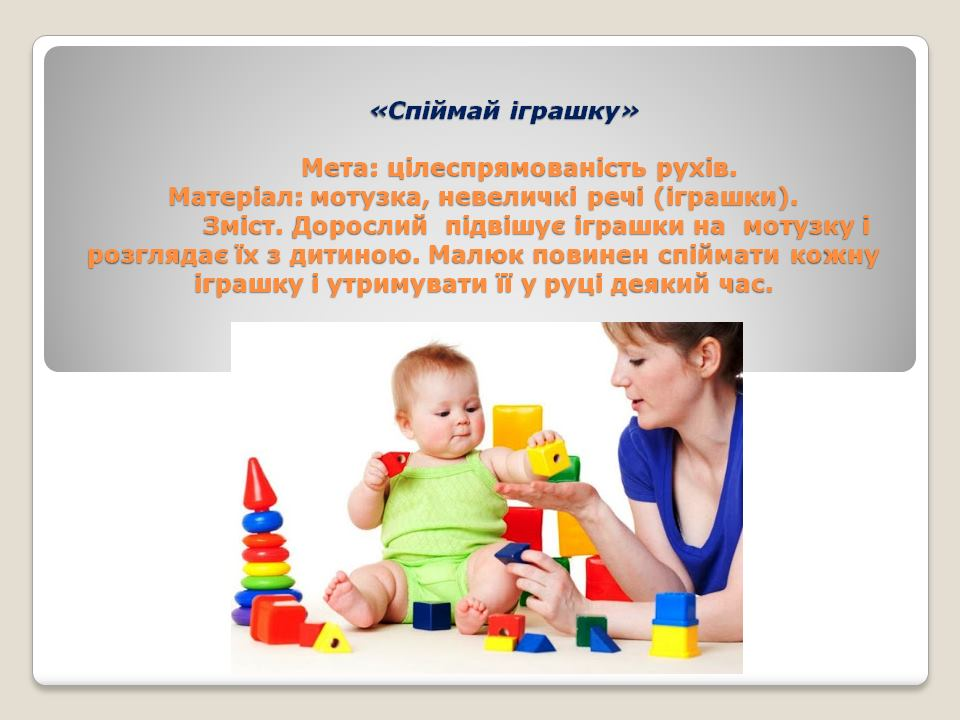 «Спіймай іграшку»
Мета: цілеспрямованість рухів.
Матеріал: мотузка, невеличкі речі (іграшки).
Зміст. Дорослий підвішує іграшки на мотузку і
розглядає їх з дитиною. Малюк повинен спіймати кожну
іграшку і утримувати її у руці деякий час.